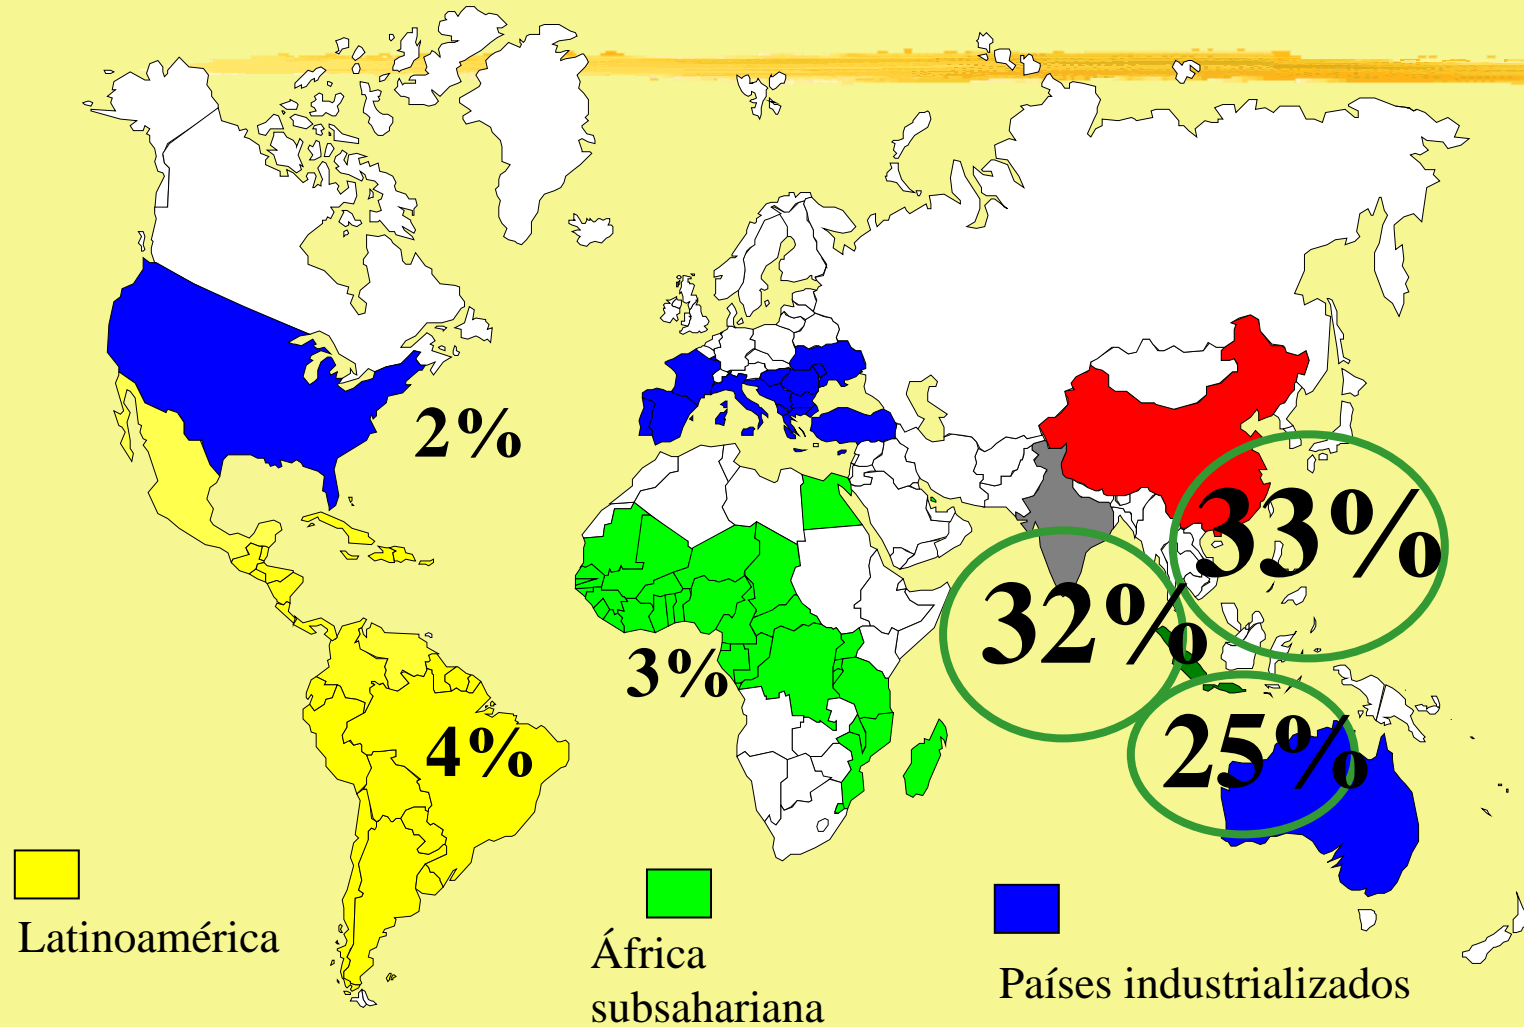 2%
33%
32%
3%
25%
4%
Latinoamérica
África
subsahariana
Países industrializados